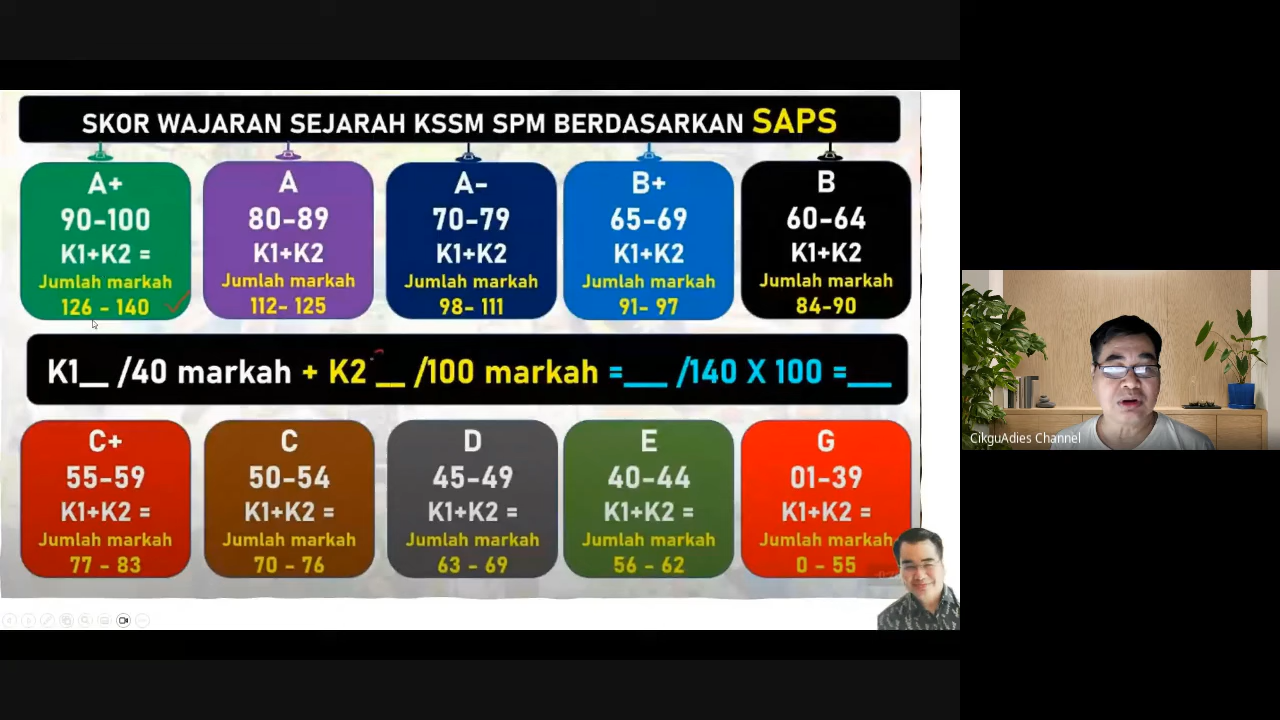 SKOR WAJARAN SEJARAH KSSM SPM BERDASARKAN SAPS
A+
90-100
K1+K2 =
Jumlah markah
126 - 140
A
80-89
K1+K2
Jumlah markah
112- 125
A-
70-79
K1+K2
Jumlah markah
98- 111
B+
65-69
K1+K2
Jumlah markah
91- 97
B
60-64
K1+K2
Jumlah markah
84-90
K1__ /40 markah + K2 __ /100 markah =___ /140 X 100 =___
C+
55-59
K1+K2 =
Jumlah markah
77 - 83
C
50-54
K1+K2 =
Jumlah markah
70 - 76
D
45-49
K1+K2 =
Jumlah markah
63 - 69
E
40-44
K1+K2 =
Jumlah markah
56 - 62
G
01-39
K1+K2 =
Jumlah markah
0 - 55
CikguAdies Channel